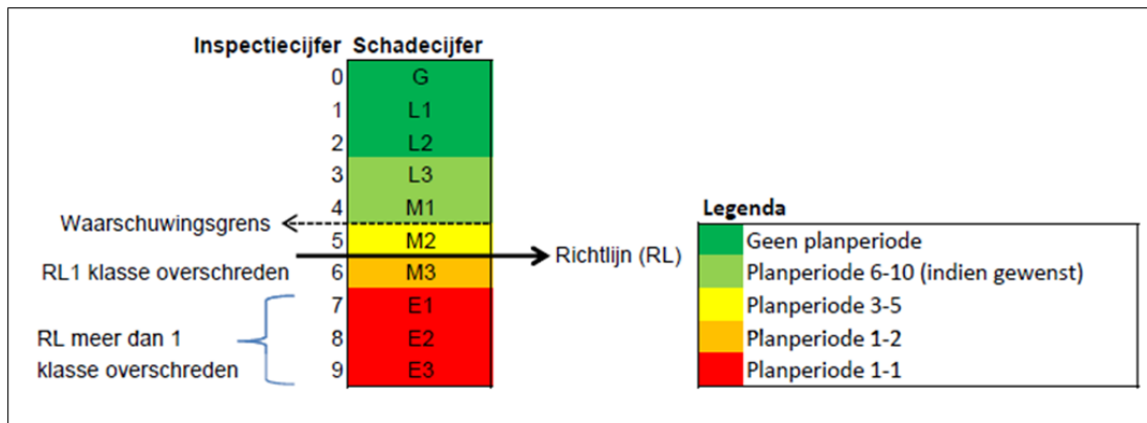 Inspectiecijfer Schadecijfer
0 G
1 L1
2 L2
3 L3
4 M1
Waarschuwingsgrens
5 M2
Richtlijn (RL)
RL1 klasse overschreden 6 M3
7 E1
RL meer dan 1 8 E2
klasse overschreden 9 E3
Legenda
Geen planperiode
Planperiode 6-10 (indien gewenst)
Planperiode 3-5
Planperiode 1-2
Planperiode 1-1